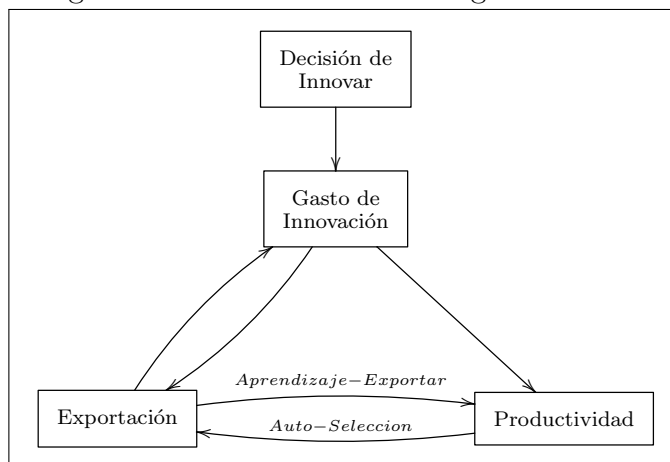 Decisión de
Innovar
Gasto de
Innovación
Aprendizaje−Exportar
Exportación
Productividad
Auto−Seleccion